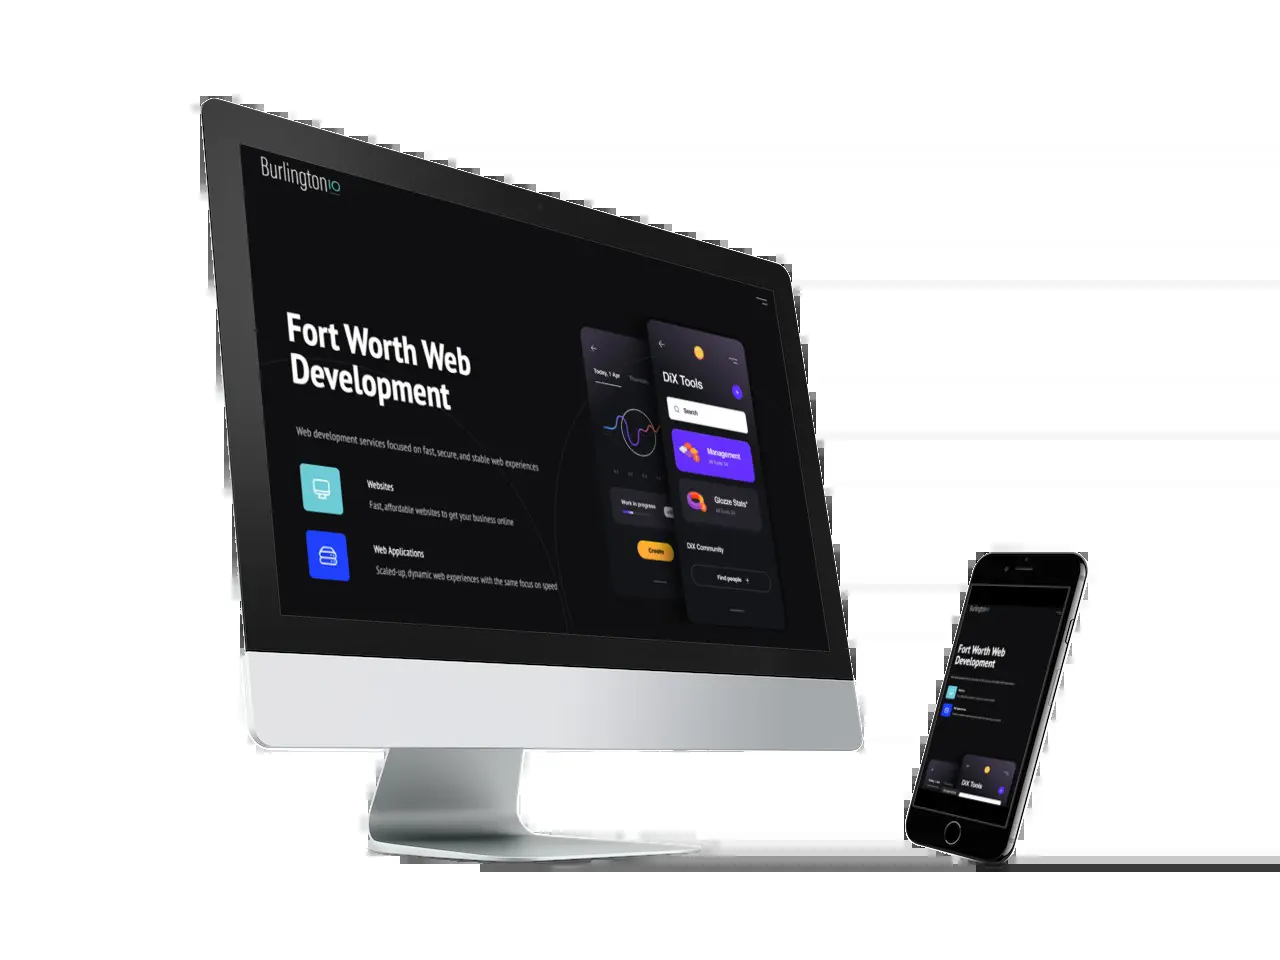 BurlingtonIO
Fort Worth Web
Development
Web development services focused on fast, secure, and stable web experiences
Websites
Fast, affordable websites to get your business online
Web Applications
Scaled-up, dynamic web experiences with the same focus on speed
Today, 1 Apr
Work in progress
Create
DiX Tools
Search
Management
Glozze Stats'
DiX Community
Find people +
Burlington
Fort Worth Web
Development
DiX Tools